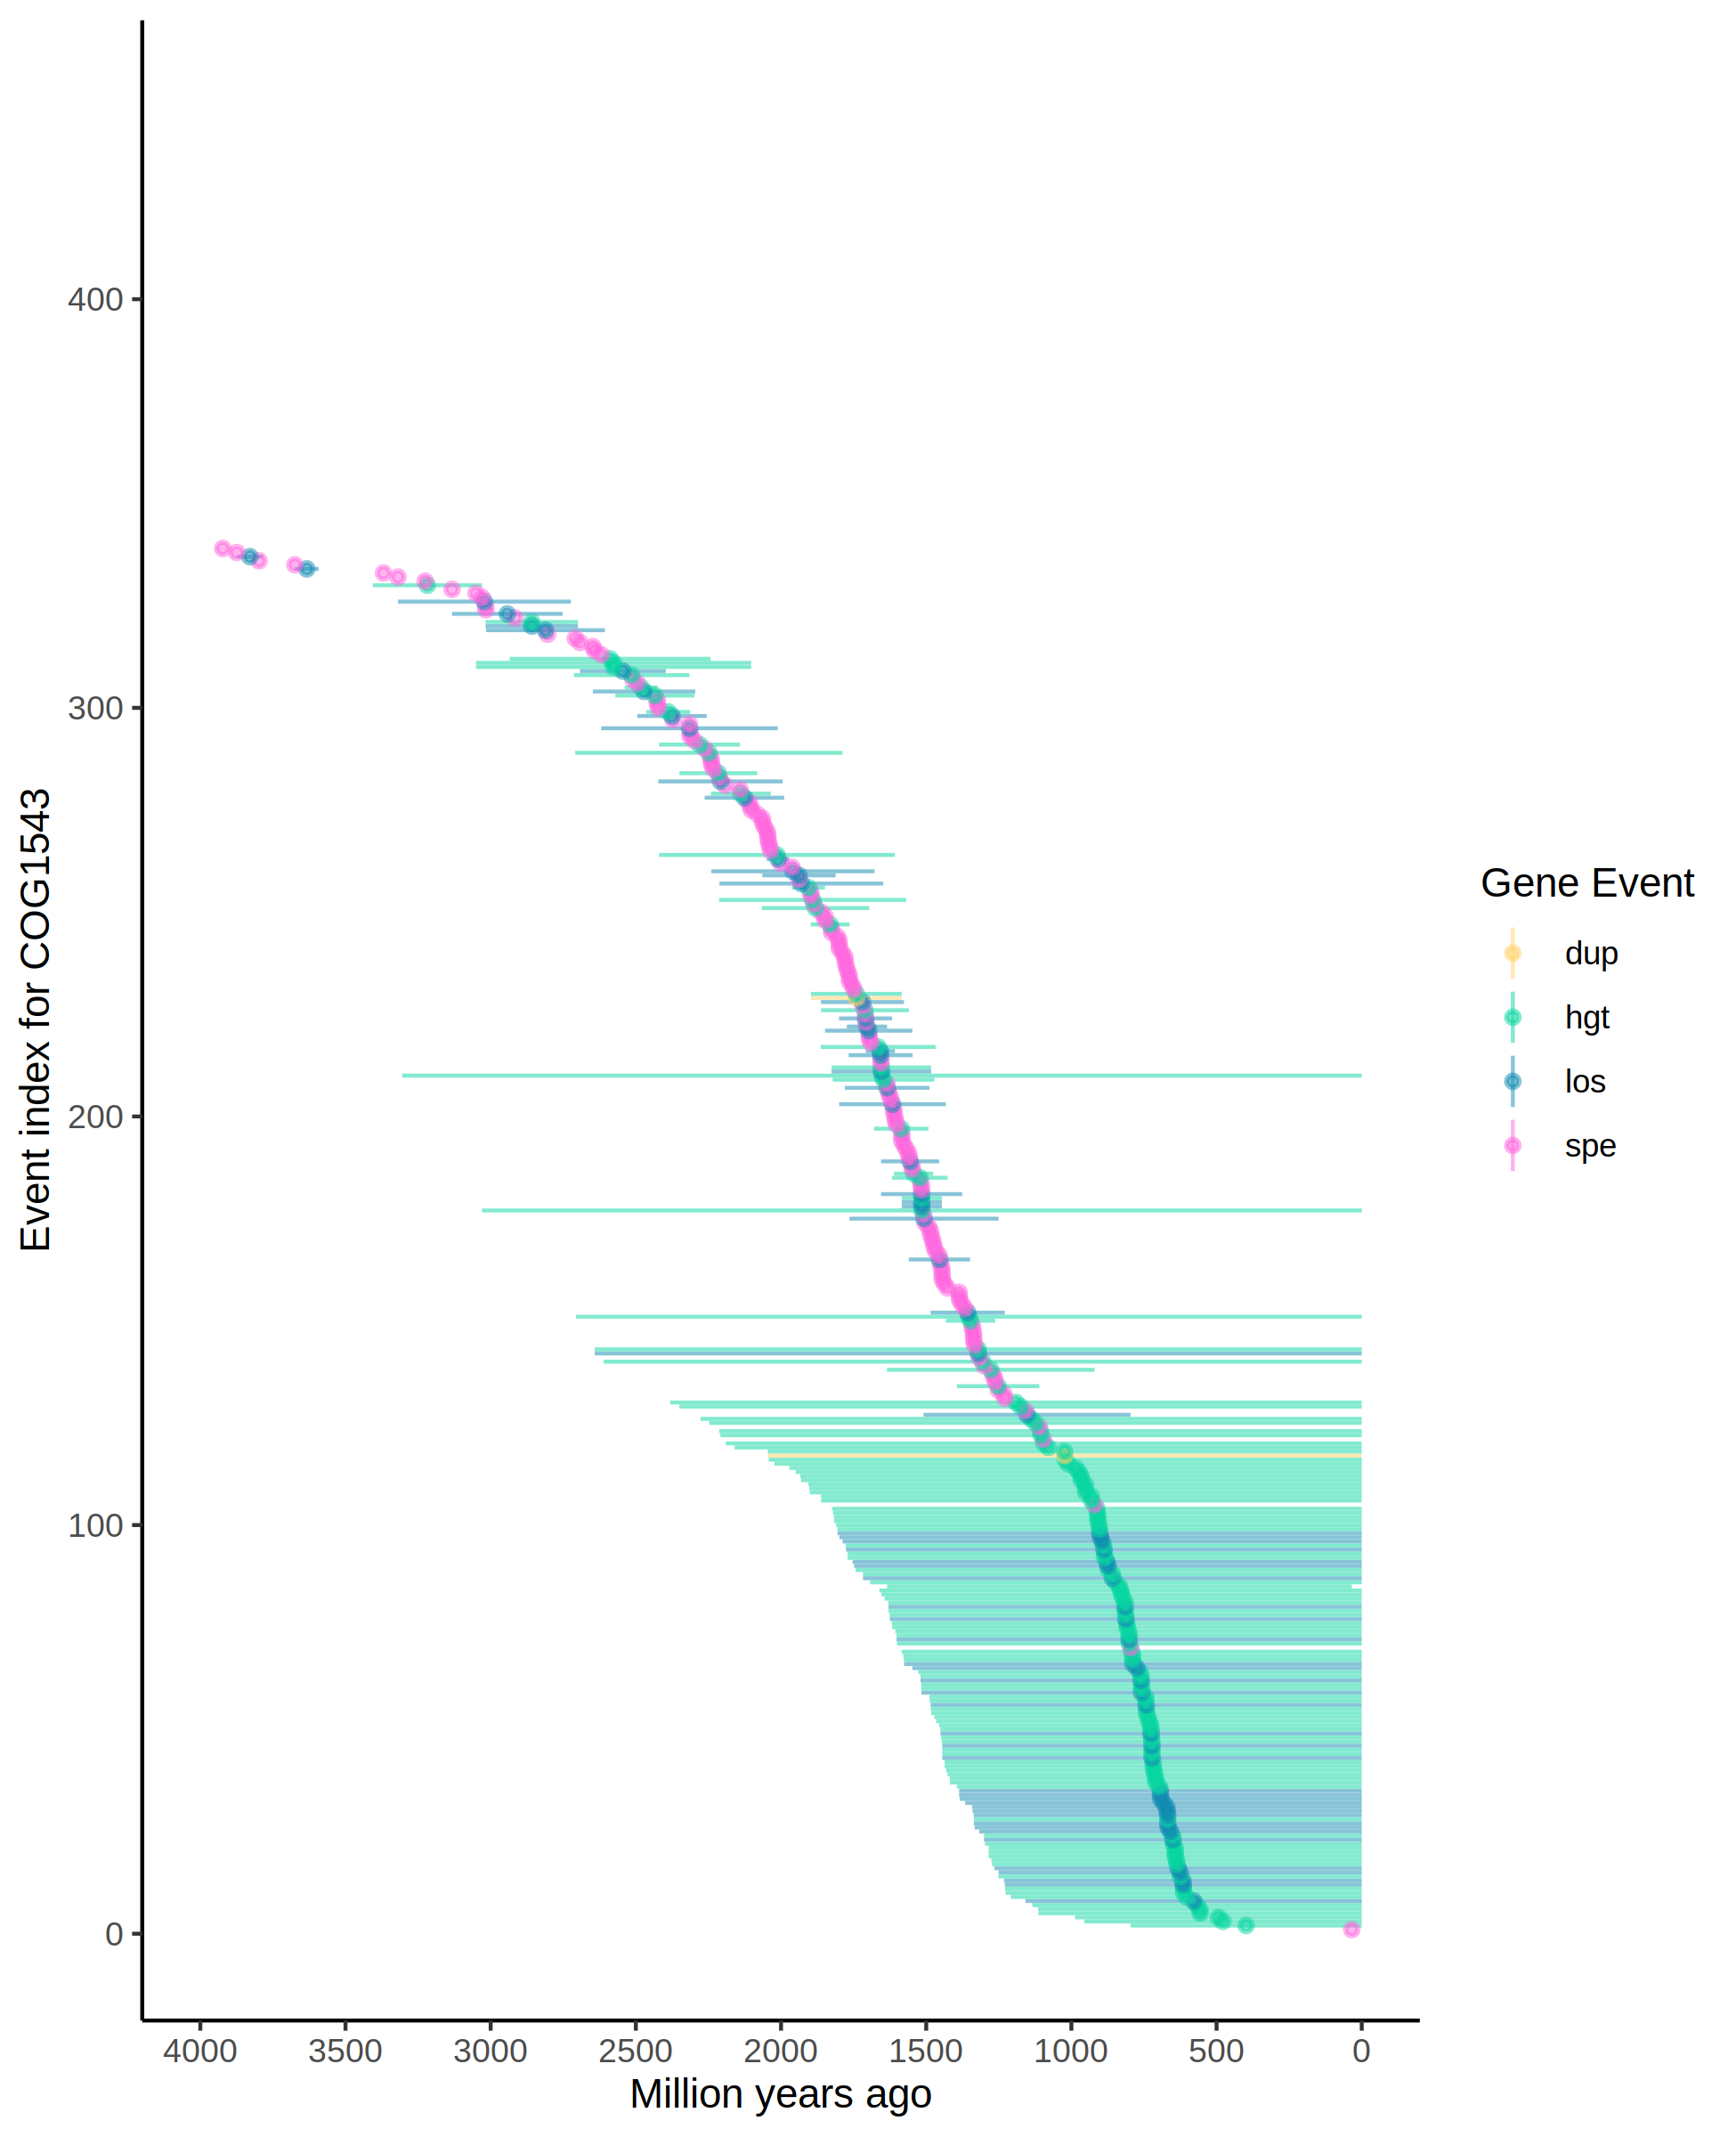 Event index for COG1543
400
300
200
100
0
4000 3500 3000 2500 2000 1500 1000 500 0
Million years ago
Gene Event
dup
hgt
los
spe